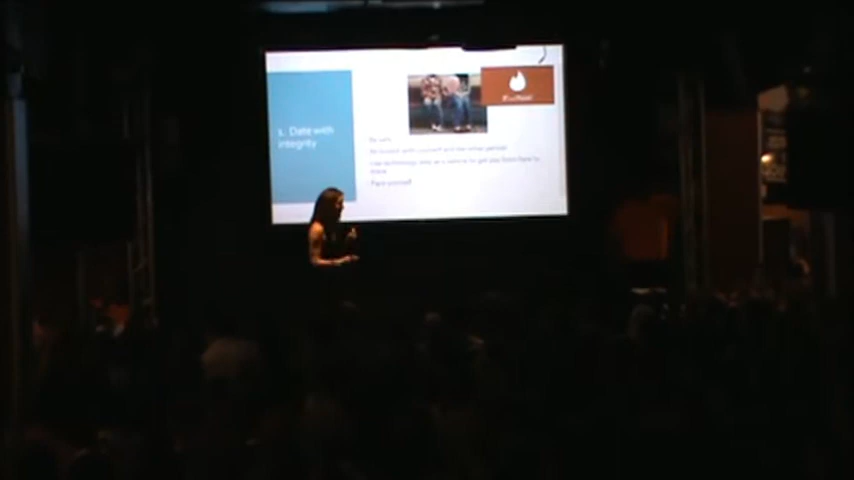 1. Date with
integrity
Be safe
Be honest with yourself and the other person
Use technology only as a vehicle to get you from here to
there
Pace yourself